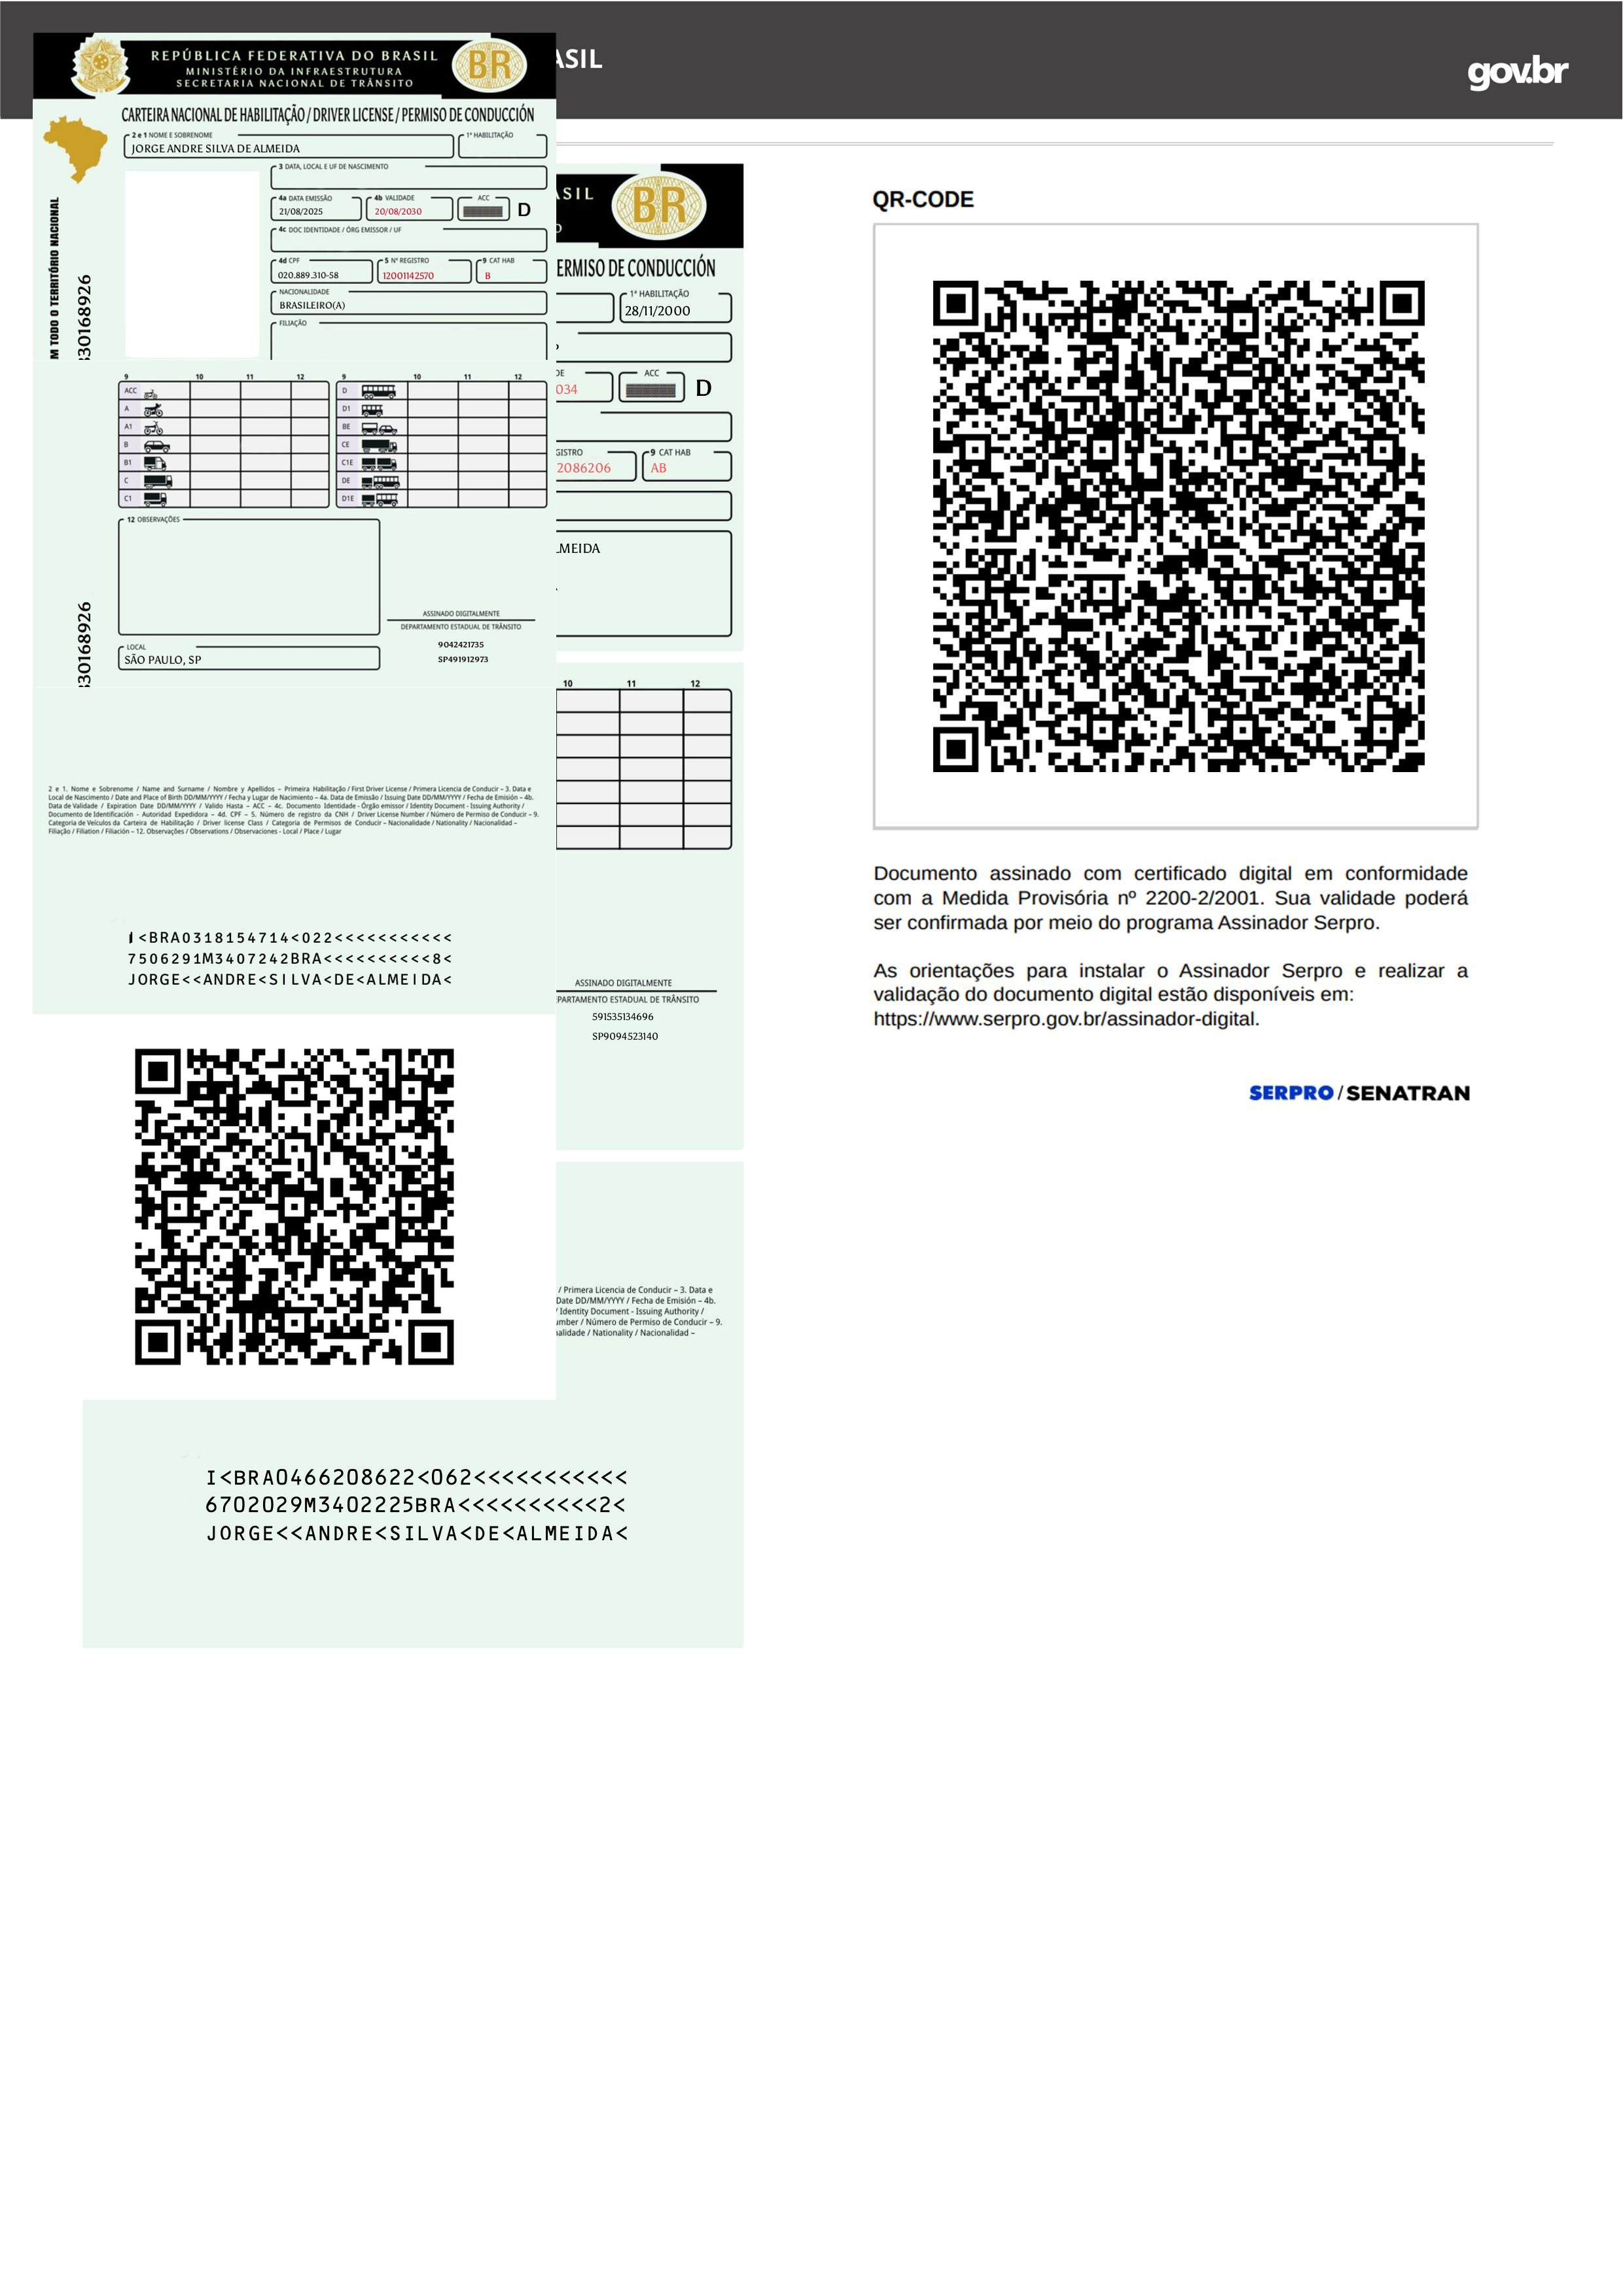 REPÚBLICA FEDERATIVA DO BRASIL
MINISTÉRIO DA INFRAESTRUTURA
SECRETARIA NACIONAL DE TRÂNSITO
BR
ASIL
gov.br
CARTEIRA NACIONAL DE HABILITAÇÃO / DRIVER LICENSE / PERMISO DE CONDUCCIÓN
2 e 1 NOME E SOBRENOME
1ª HABILITAÇÃO
JORGE ANDRE SILVA DE ALMEIDA
3 DATA, LOCAL E UF DE NASCIMENTO
4a DATA EMISSÃO
4b VALIDADE
ACC
21/08/2025
20/08/2030
D
4c DOC IDENTIDADE / ÓRG EMISSOR / UF
4d CPF
5 Nº REGISTRO
9 CAT HAB
020.889.310-58
12001142570
B
NACIONALIDADE
BRASILEIRO(A)
FILIAÇÃO
M TODO O TERRITÓRIO NACIONAL
330168926
9 10 11 12 9 10 11 12
ACC D
A D1
A1 BE
B CE
B1 C1E
C DE
C1 D1E
12 OBSERVAÇÕES
ASSINADO DIGITALMENTE
DEPARTAMENTO ESTADUAL DE TRÂNSITO
9042421735
SP491912973
LOCAL
SÃO PAULO, SP
330168926
2 e 1. Nome e Sobrenome / Name and Surname / Nombre y Apellidos – Primeira Habilitação / First Driver License / Primera Licencia de Conducir – 3. Data e
Local de Nascimento / Date and Place of Birth DD/MM/YYYY / Fecha y Lugar de Nacimiento – 4a. Data de Emissão / Issuing Date DD/MM/YYYY / Fecha de Emisión – 4b.
Data de Validade / Expiration Date DD/MM/YYYY / Valido Hasta – ACC – 4c. Documento Identidade - Órgão emissor / Identity Document - Issuing Authority /
Documento de Identificación - Autoridad Expedidora – 4d. CPF – 5. Número de registro da CNH / Driver License Number / Número de Permiso de Conducir – 9.
Categoria de Veículos da Carteira de Habilitação / Driver license Class / Categoria de Permisos de Conducir – Nacionalidade / Nationality / Nacionalidad –
Filiação / Filiation / Filiación – 12. Observações / Observations / Observaciones - Local / Place / Lugar
I<BRA0318154714<022<<<<<<<<<<<
7506291M3407242BRA<<<<<<<<<<8<
JORGE<<ANDRE<SILVA<DE<ALMEIDA<
SIL
BR
O
ERMISO DE CONDUCCIÓN
1ª HABILITAÇÃO
28/11/2000
DE
ACC
034
D
GISTRO
9 CAT HAB
2086206
AB
LMEIDA
10 11 12
ASSINADO DIGITALMENTE
PARTAMENTO ESTADUAL DE TRÂNSITO
591535134696
SP9094523140
/ Primera Licencia de Conducir – 3. Data e
Date DD/MM/YYYY / Fecha de Emisión – 4b.
/ Identity Document - Issuing Authority /
umber / Número de Permiso de Conducir – 9.
nalidade / Nationality / Nacionalidad –
I<BRA0466208622<062<<<<<<<<<<<
6702029M3402225BRA<<<<<<<<<<2<
JORGE<<ANDRE<SILVA<DE<ALMEIDA<
QR-CODE
Documento assinado com certificado digital em conformidade
com a Medida Provisória nº 2200-2/2001. Sua validade poderá
ser confirmada por meio do programa Assinador Serpro.
As orientações para instalar o Assinador Serpro e realizar a
validação do documento digital estão disponíveis em:
https://www.serpro.gov.br/assinador-digital.
SERPRO / SENATRAN